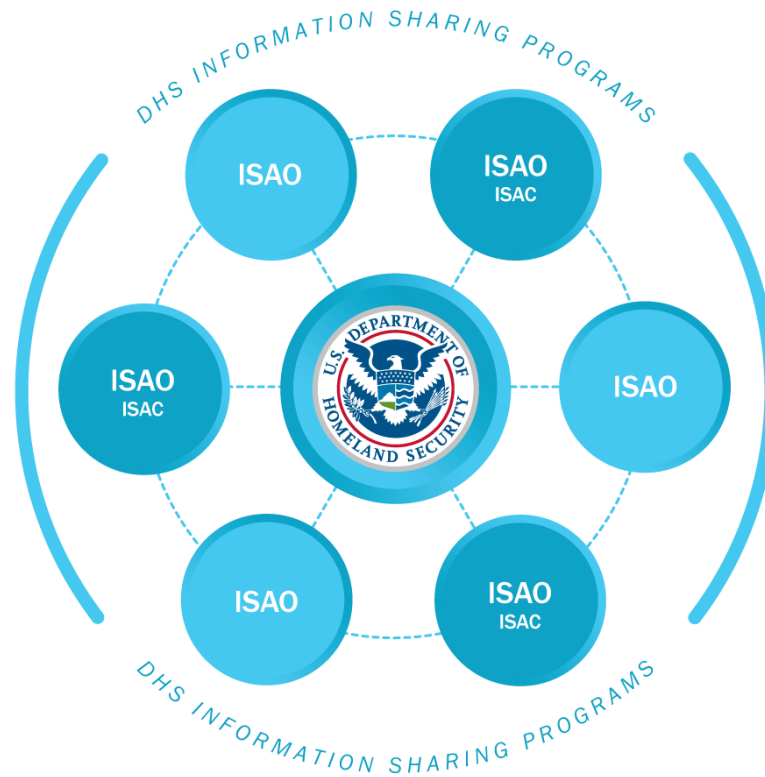 DHS INFORMATION SHARING PROGRAMS
ISAO
ISAO
ISAC
ISAO
ISAC
U.S. DEPARTMENT OF
HOMELAND SECURITY
ISAO
ISAO
ISAO
ISAC
DHS INFORMATION SHARING PROGRAMS